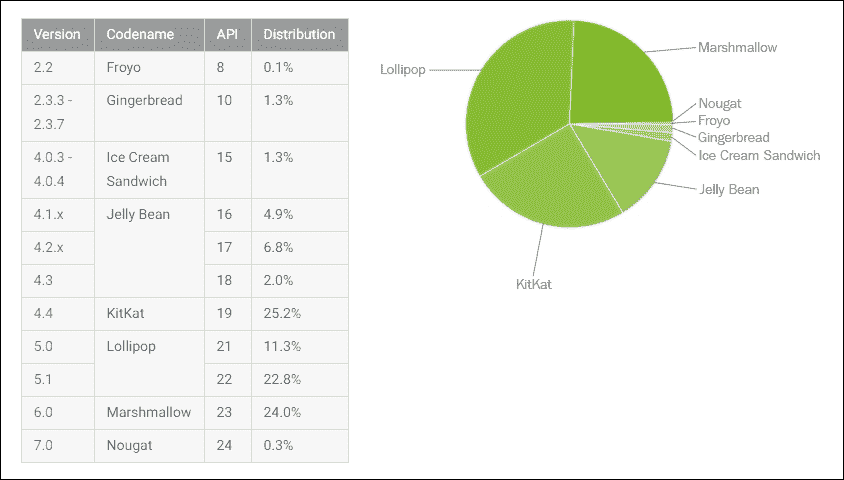 Version Codename API Distribution
2.2 Froyo 8 0.1%
2.3.3 - Gingerbread 10 1.3%
2.3.7
4.0.3 - Ice Cream 15 1.3%
4.0.4 Sandwich
4.1.x Jelly Bean 16 4.9%
4.2.x 17 6.8%
4.3 18 2.0%
4.4 KitKat 19 25.2%
5.0 Lollipop 21 11.3%
5.1 22 22.8%
6.0 Marshmallow 23 24.0%
7.0 Nougat 24 0.3%
Marshmallow
Lollipop
Nougat
Froyo
Gingerbread
Ice Cream Sandwich
Jelly Bean
KitKat